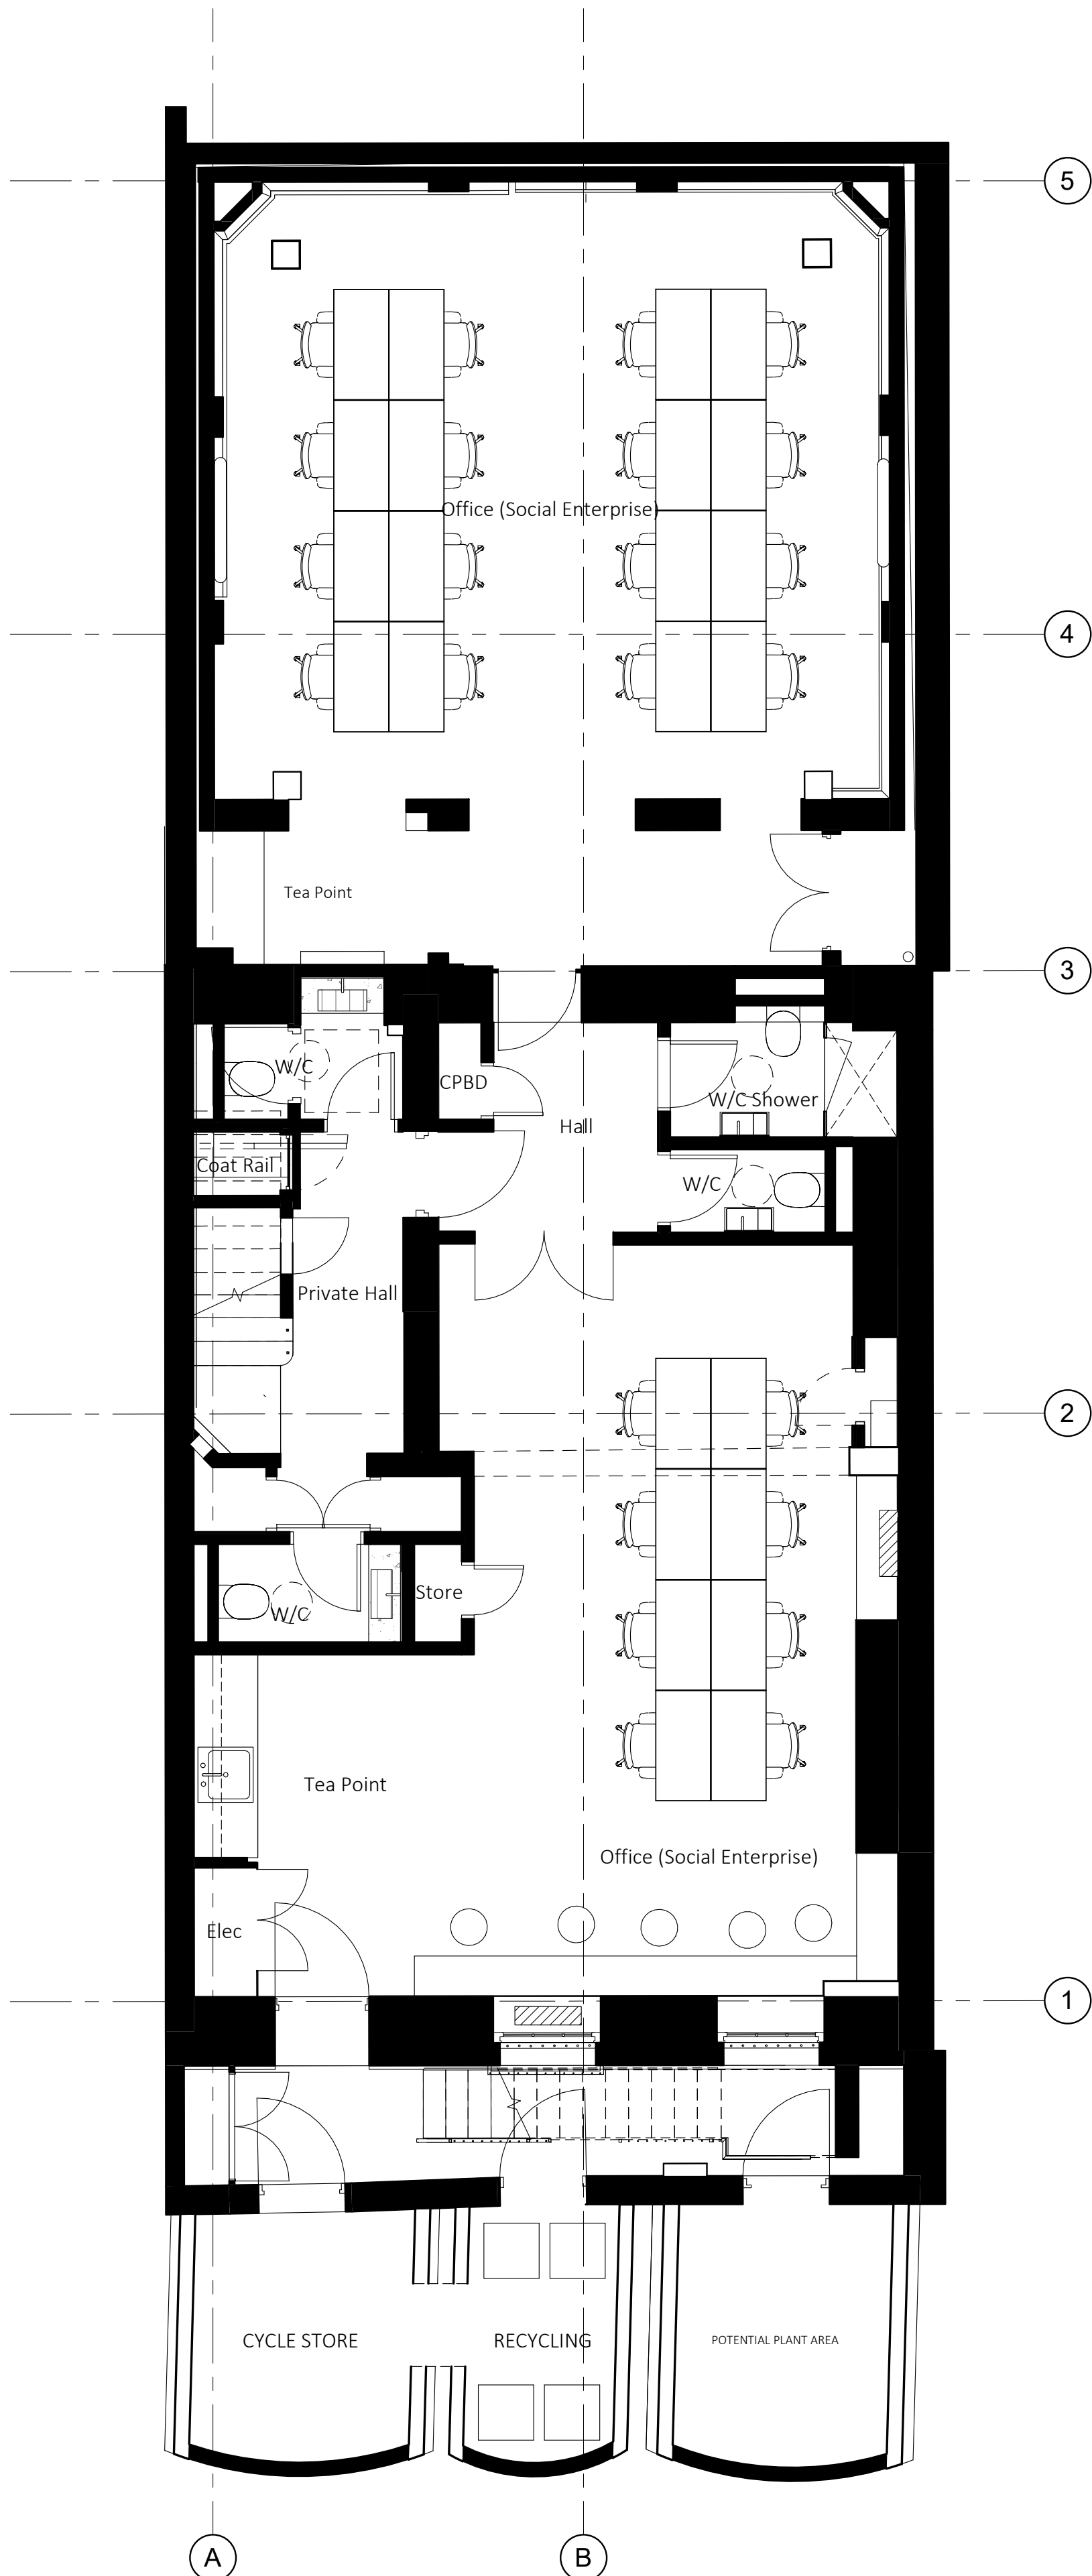 5
Office (Social Enterprise)
4
Tea Point
3
W/C
CPBD
W/C Shower
Hall
Coat Rail
W/C
Private Hall
2
Store
W/C
Tea Point
Office (Social Enterprise)
Elec
1
CYCLE STORE
RECYCLING
POTENTIAL PLANT AREA
A
B